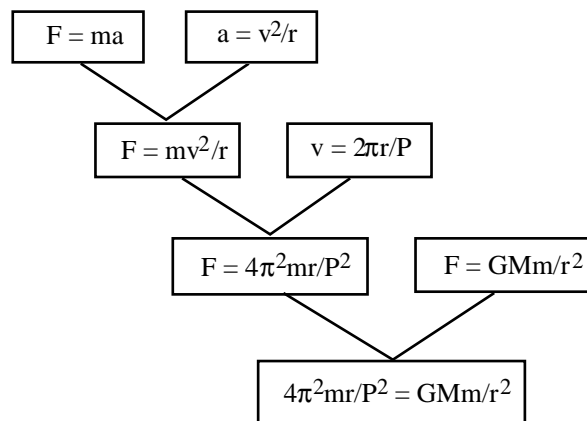 F = ma
a = v²/r
F = mv²/r
v = 2πr/P
F = 4π²mr/P²
F = GMm/r²
4π²mr/P² = GMm/r²